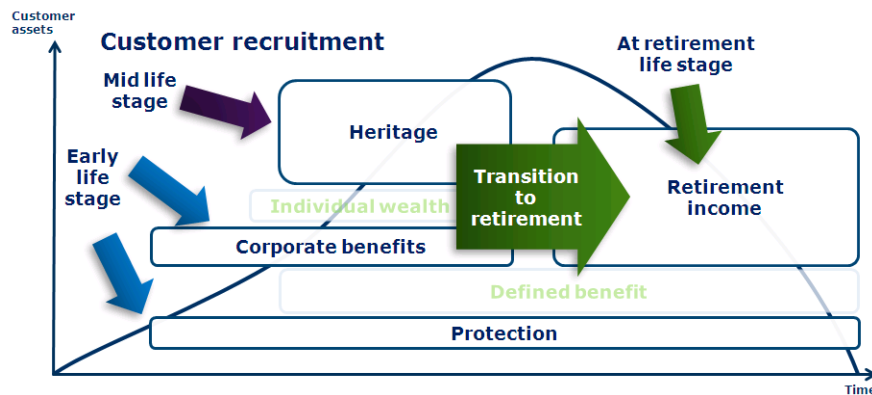 Customer
assets
Customer recruitment
At retirement
life stage
Mid life
stage
Heritage
Early
life
stage
Transition
to
retirement
Retirement
income
Individual wealth
Corporate benefits
Defined benefit
Protection
Time